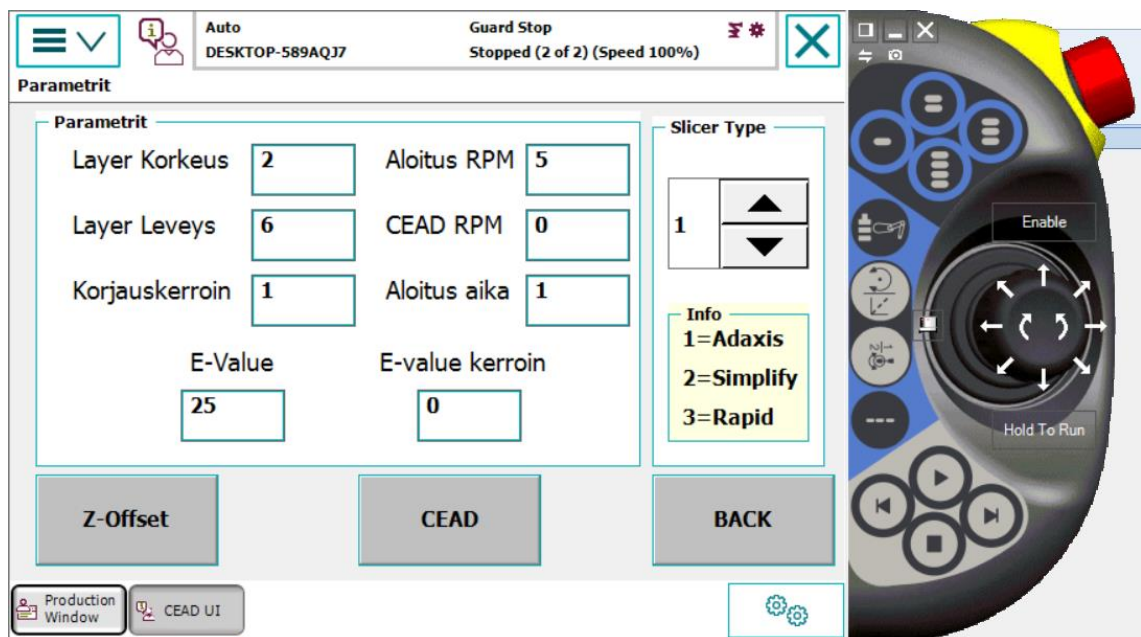 Auto
DESKTOP-589AQJ7
Guard Stop
Stopped (2 of 2) (Speed 100%)
Parametrit
Parametrit
Layer Korkeus 2
Aloitus RPM 5
Layer Leveys 6
CEAD RPM 0
Korjauskerroin 1
Aloitus aika 1
E-Value
E-value kerroin
25
0
Slicer Type
1
Info
1=Adaxis
2=Simplify
3=Rapid
Z-Offset
CEAD
BACK
Production
Window
CEAD UI
Enable
Hold To Run